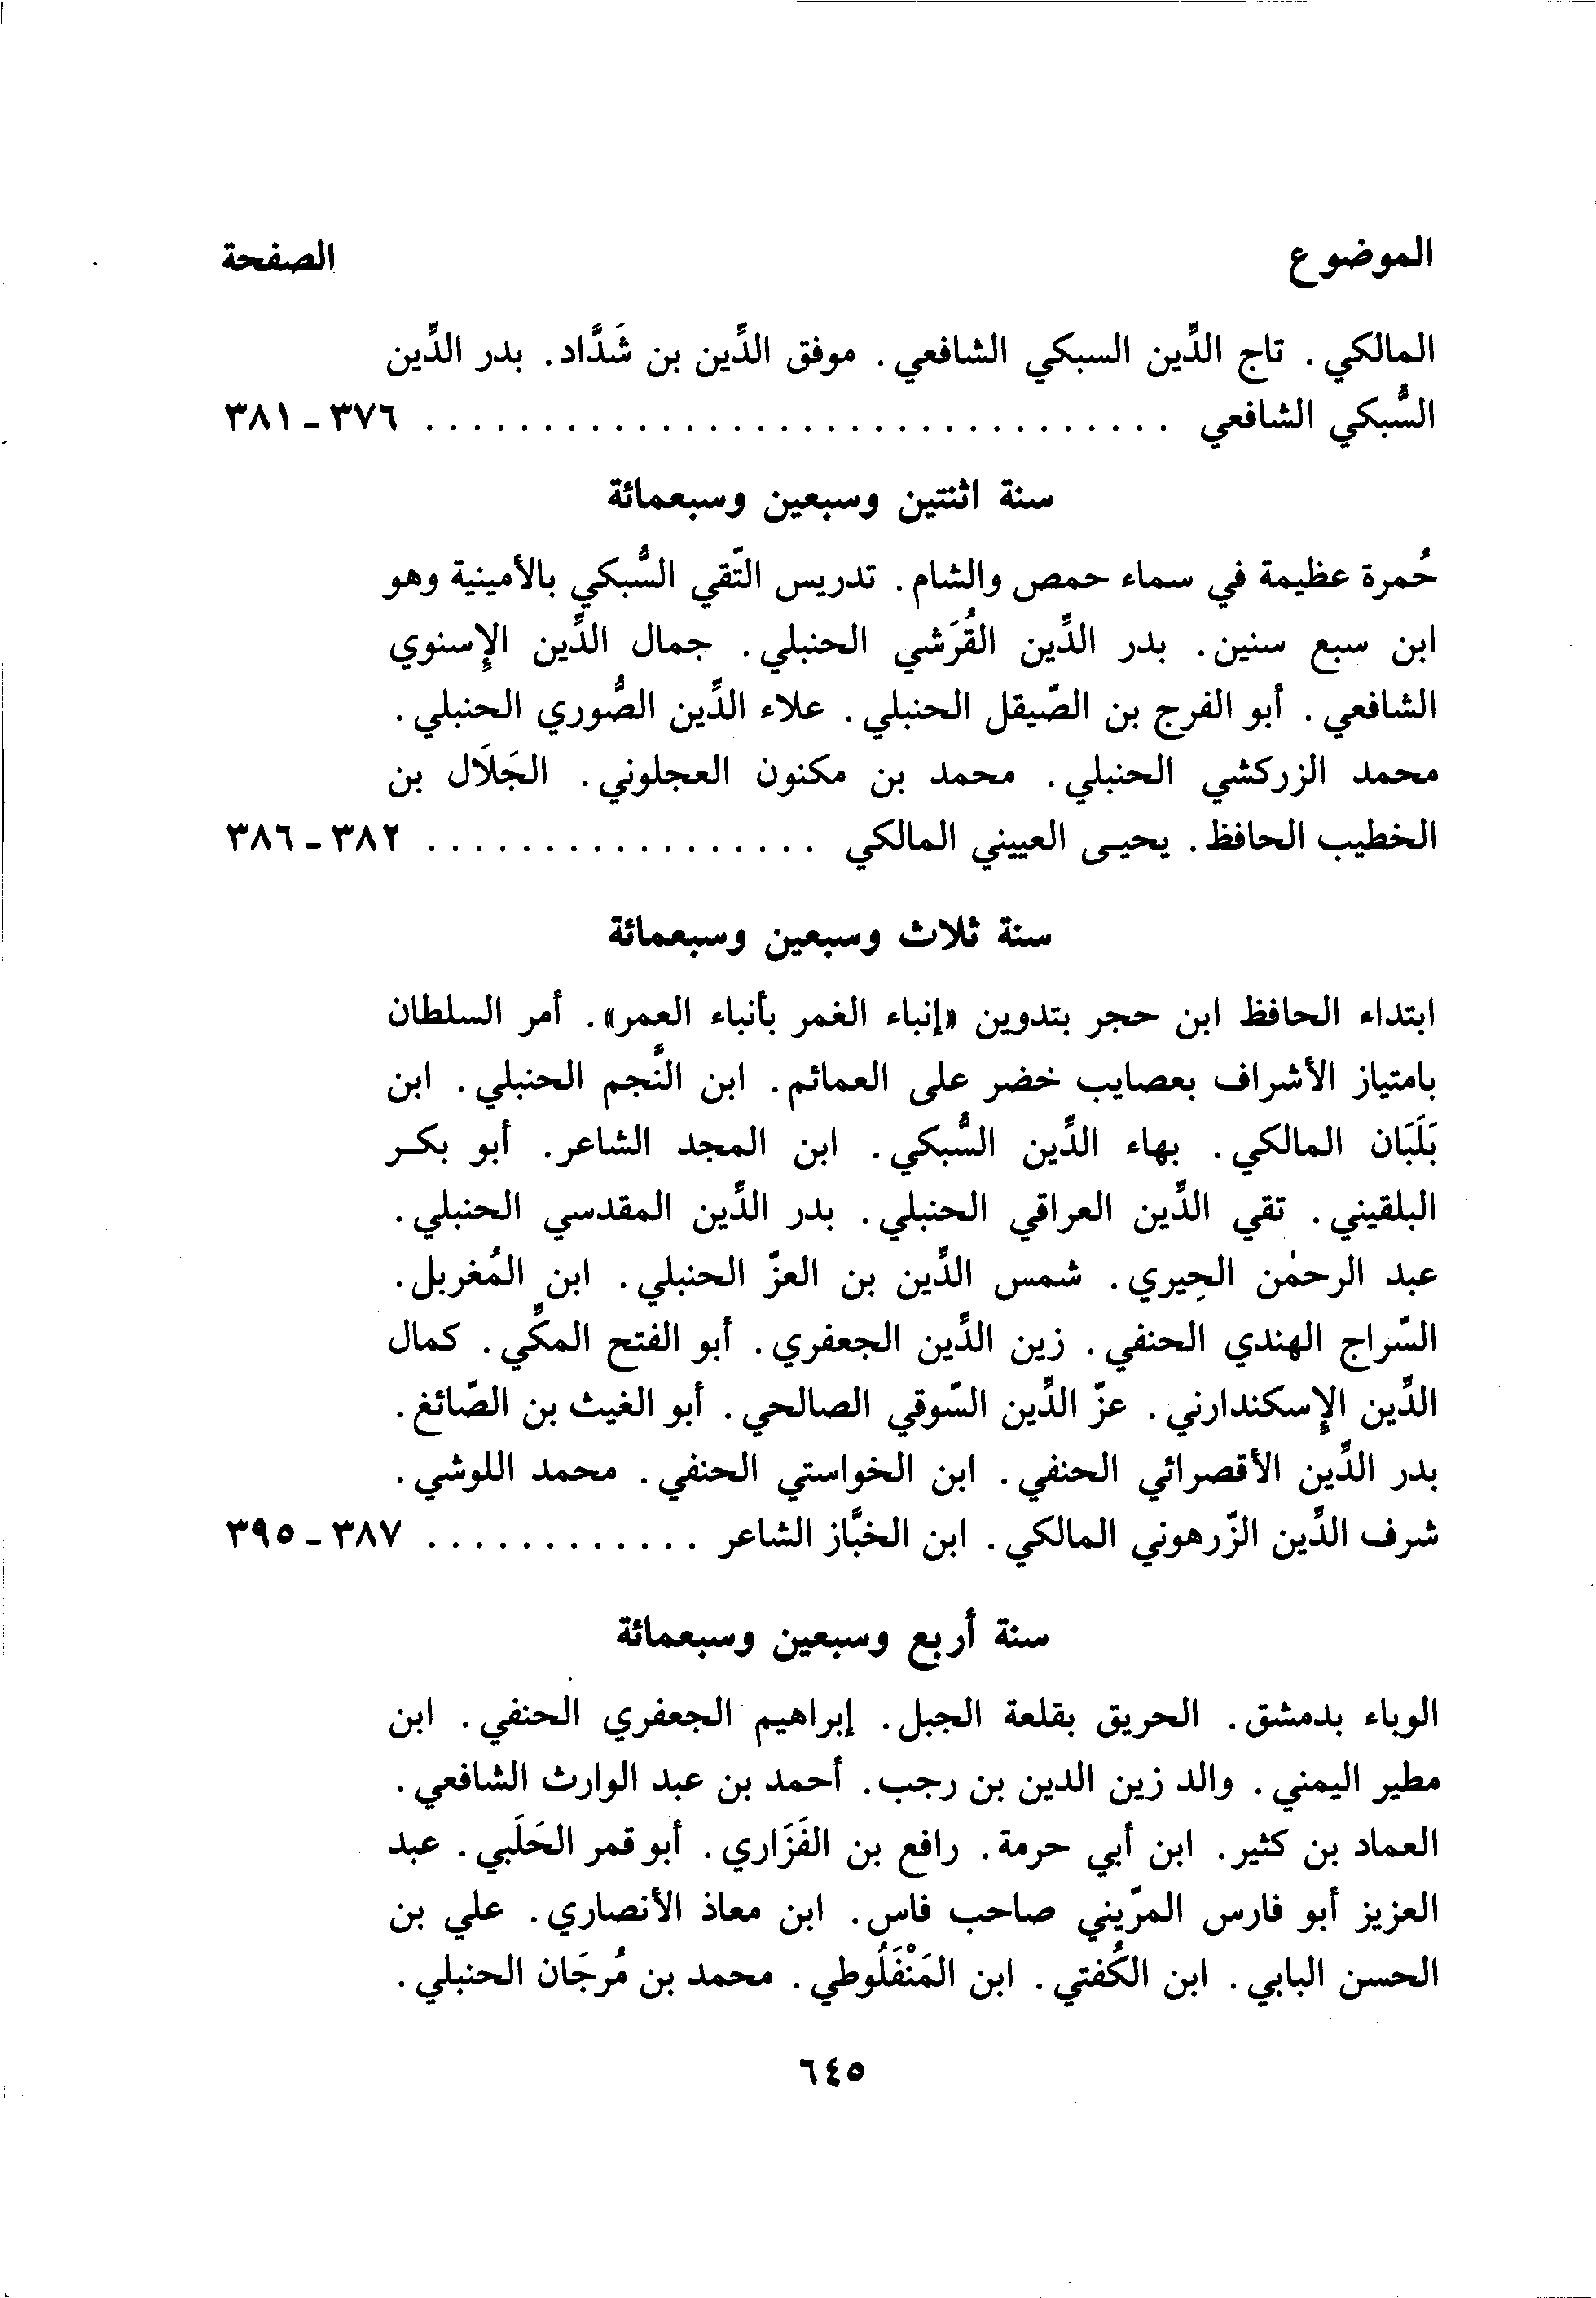 الموضوع الصفحة
المالكي. تاج الدِّين السبكي الشافعي. موفق الدِّين بن شَدَّاد. بدر الدِّين
السُّبكي الشافعي ................................ ٣٧٦ - ٣٨١
سنة اثنتين وسبعين وسبعمائة
حُمرة عظيمة في سماء حمص والشام. تدريس التّقي السُّبكي بالأمينية وهو
ابن سبع سنين. بدر الدِّين القُرَشي الحنبلي. جمال الدِّين الإسنوي
الشافعي. أبو الفرج بن الصّيقل الحنبلي. علاء الدِّين الصُّوري الحنبلي.
محمد الزركشي الحنبلي. محمد بن مكنون العجلوني. الجَلَال بن
الخطيب الحافظ. يحيـى العييني المالكي ................. ٣٨٢ - ٣٨٦
سنة ثلاث وسبعين وسبعمائة
ابتداء الحافظ ابن حجر بتدوين «إنباء الغمر بأنباء العمر». أمر السلطان
بامتياز الأشراف بعصايب خضر على العمائم. ابن النَّجم الحنبلي. ابن
بَلَبَان المالكي. بهاء الدِّين السُّبكي. ابن المجد الشاعر. أبو بكـر
البلقيني. تقي الدِّين العراقي الحنبلي. بدر الدِّين المقدسي الحنبلي.
عبد الرحمٰن الحِيري. شمس الدِّين بن العزّ الحنبلي. ابن المُغربل.
السّراج الهندي الحنفي. زين الدِّين الجعفري. أبو الفتح المكِّي. كمال
الدِّين الإسكندارني. عزّ الدِّين السّوقي الصالحي. أبو الغيث بن الصّائغ.
بدر الدِّين الأقصرائي الحنفي. ابن الخواستي الحنفي. محمد اللوشي.
شرف الدِّين الزّرهوني المالكي. ابن الخبَّاز الشاعر ............ ٣٨٧ - ٣٩٥
سنة أربع وسبعين وسبعمائة
الوباء بدمشق. الحريق بقلعة الجبل. إبراهيم الجعفري الحنفي. ابن
مطير اليمني. والد زين الدين بن رجب. أحمد بن عبد الوارث الشافعي.
العماد بن كثير. ابن أبي حرمة. رافع بن الفَزَاري. أبو قمر الحَلَبي. عبد
العزيز أبو فارس المرّيني صاحب فاس. ابن معاذ الأنصاري. علي بن
الحسن البابي. ابن الكُفتي. ابن المَنْفَلُوطي. محمد بن مُرجَان الحنبلي.
٦٤٥